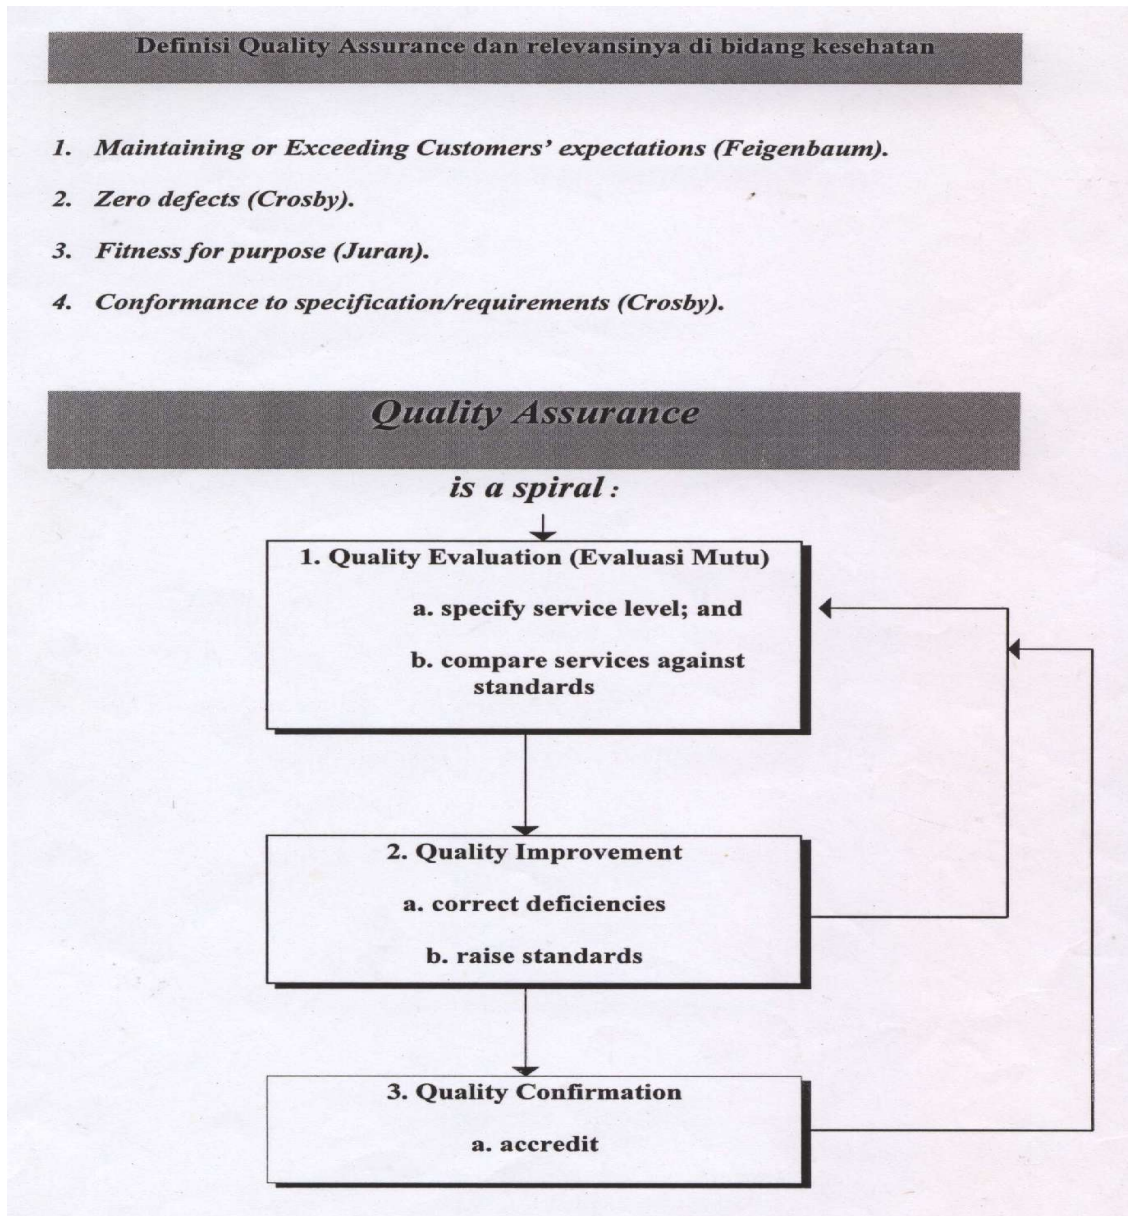 Definisi Quality Assurance dan relevansinya di bidang kesehatan
1. Maintaining or Exceeding Customers' expectations (Feigenbaum).
2. Zero defects (Crosby).
3. Fitness for purpose (Juran).
4. Conformance to specification/requirements (Crosby).
Quality Assurance
is a spiral :
1. Quality Evaluation (Evaluasi Mutu)
a. specify service level; and
b. compare services against
standards
2. Quality Improvement
a. correct deficiencies
b. raise standards
3. Quality Confirmation
a. accredit